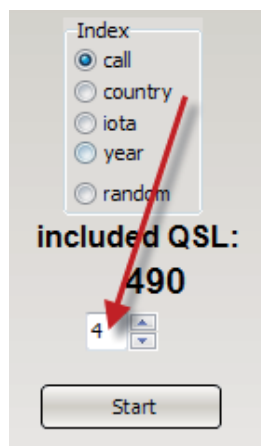 Index
call
country
iota
year
random
included QSL:
490
4
Start